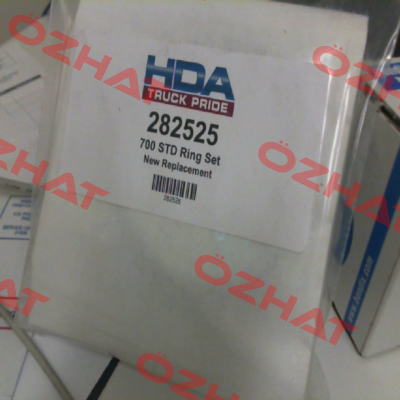 HDA
TRUCK PRIDE
282525
700 STD Ring Set
New Replacement
282525
ÖZHAT
ÖZHAT
ÖZHAT
ÖZHAT
ÖZHAT
ÖZHAT